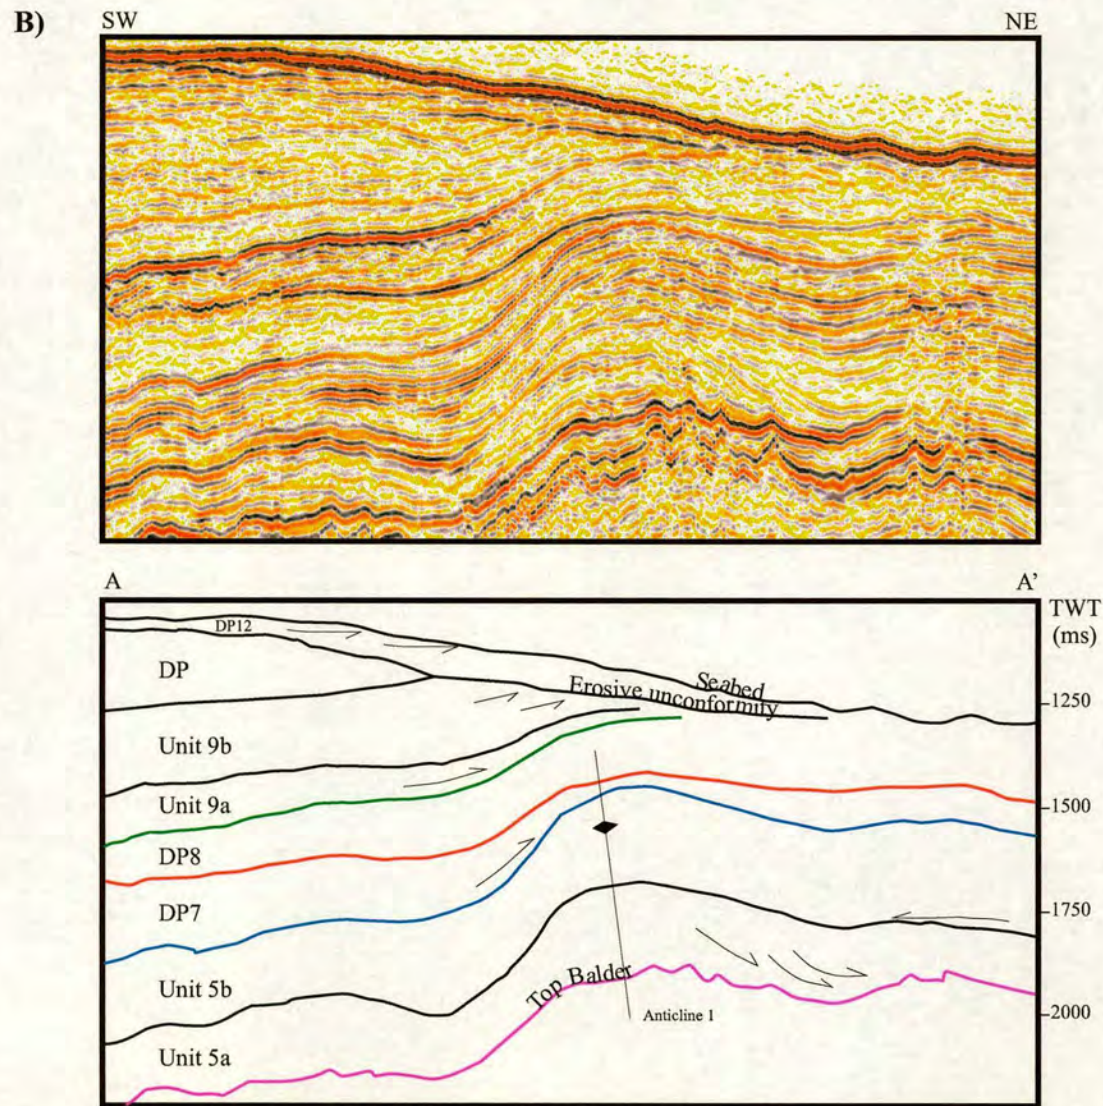 B)
SW
NE
A
A'
TWT
(ms)
DP12
DP
Seabed
Erosive unconformity
1250
Unit 9b
Unit 9a
1500
DP8
DP7
1750
Unit 5b
Top Balder
2000
Anticline 1
Unit 5a